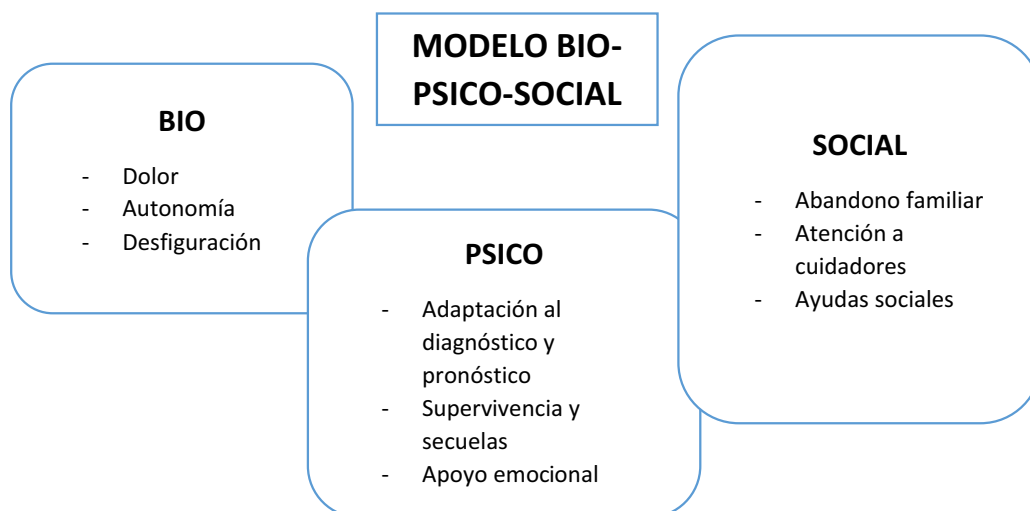 MODELO BIO-
PSICO-SOCIAL
BIO
- Dolor
- Autonomía
- Desfiguración
PSICO
- Adaptación al
diagnóstico y
pronóstico
- Supervivencia y
secuelas
- Apoyo emocional
SOCIAL
- Abandono familiar
- Atención a
cuidadores
- Ayudas sociales